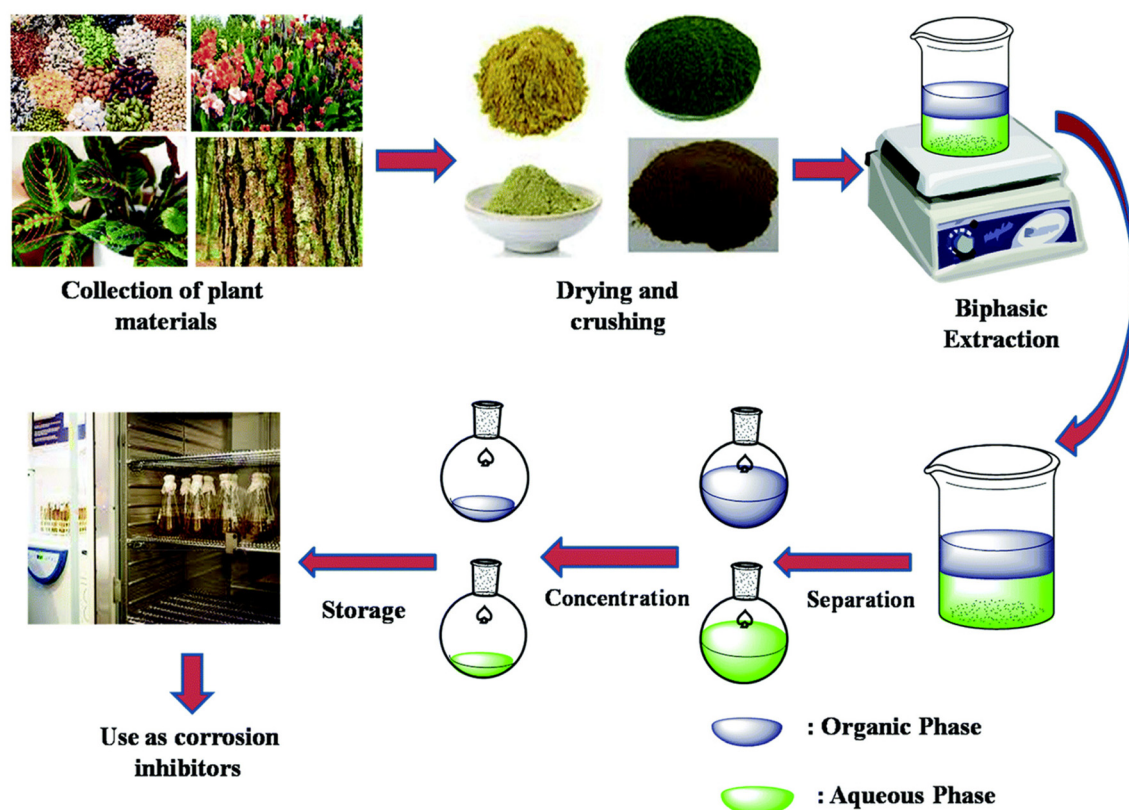 Collection of plant
materials
Drying and
crushing
Biphasic
Extraction
Storage
Concentration
Separation
Use as corrosion
inhibitors
: Organic Phase
: Aqueous Phase